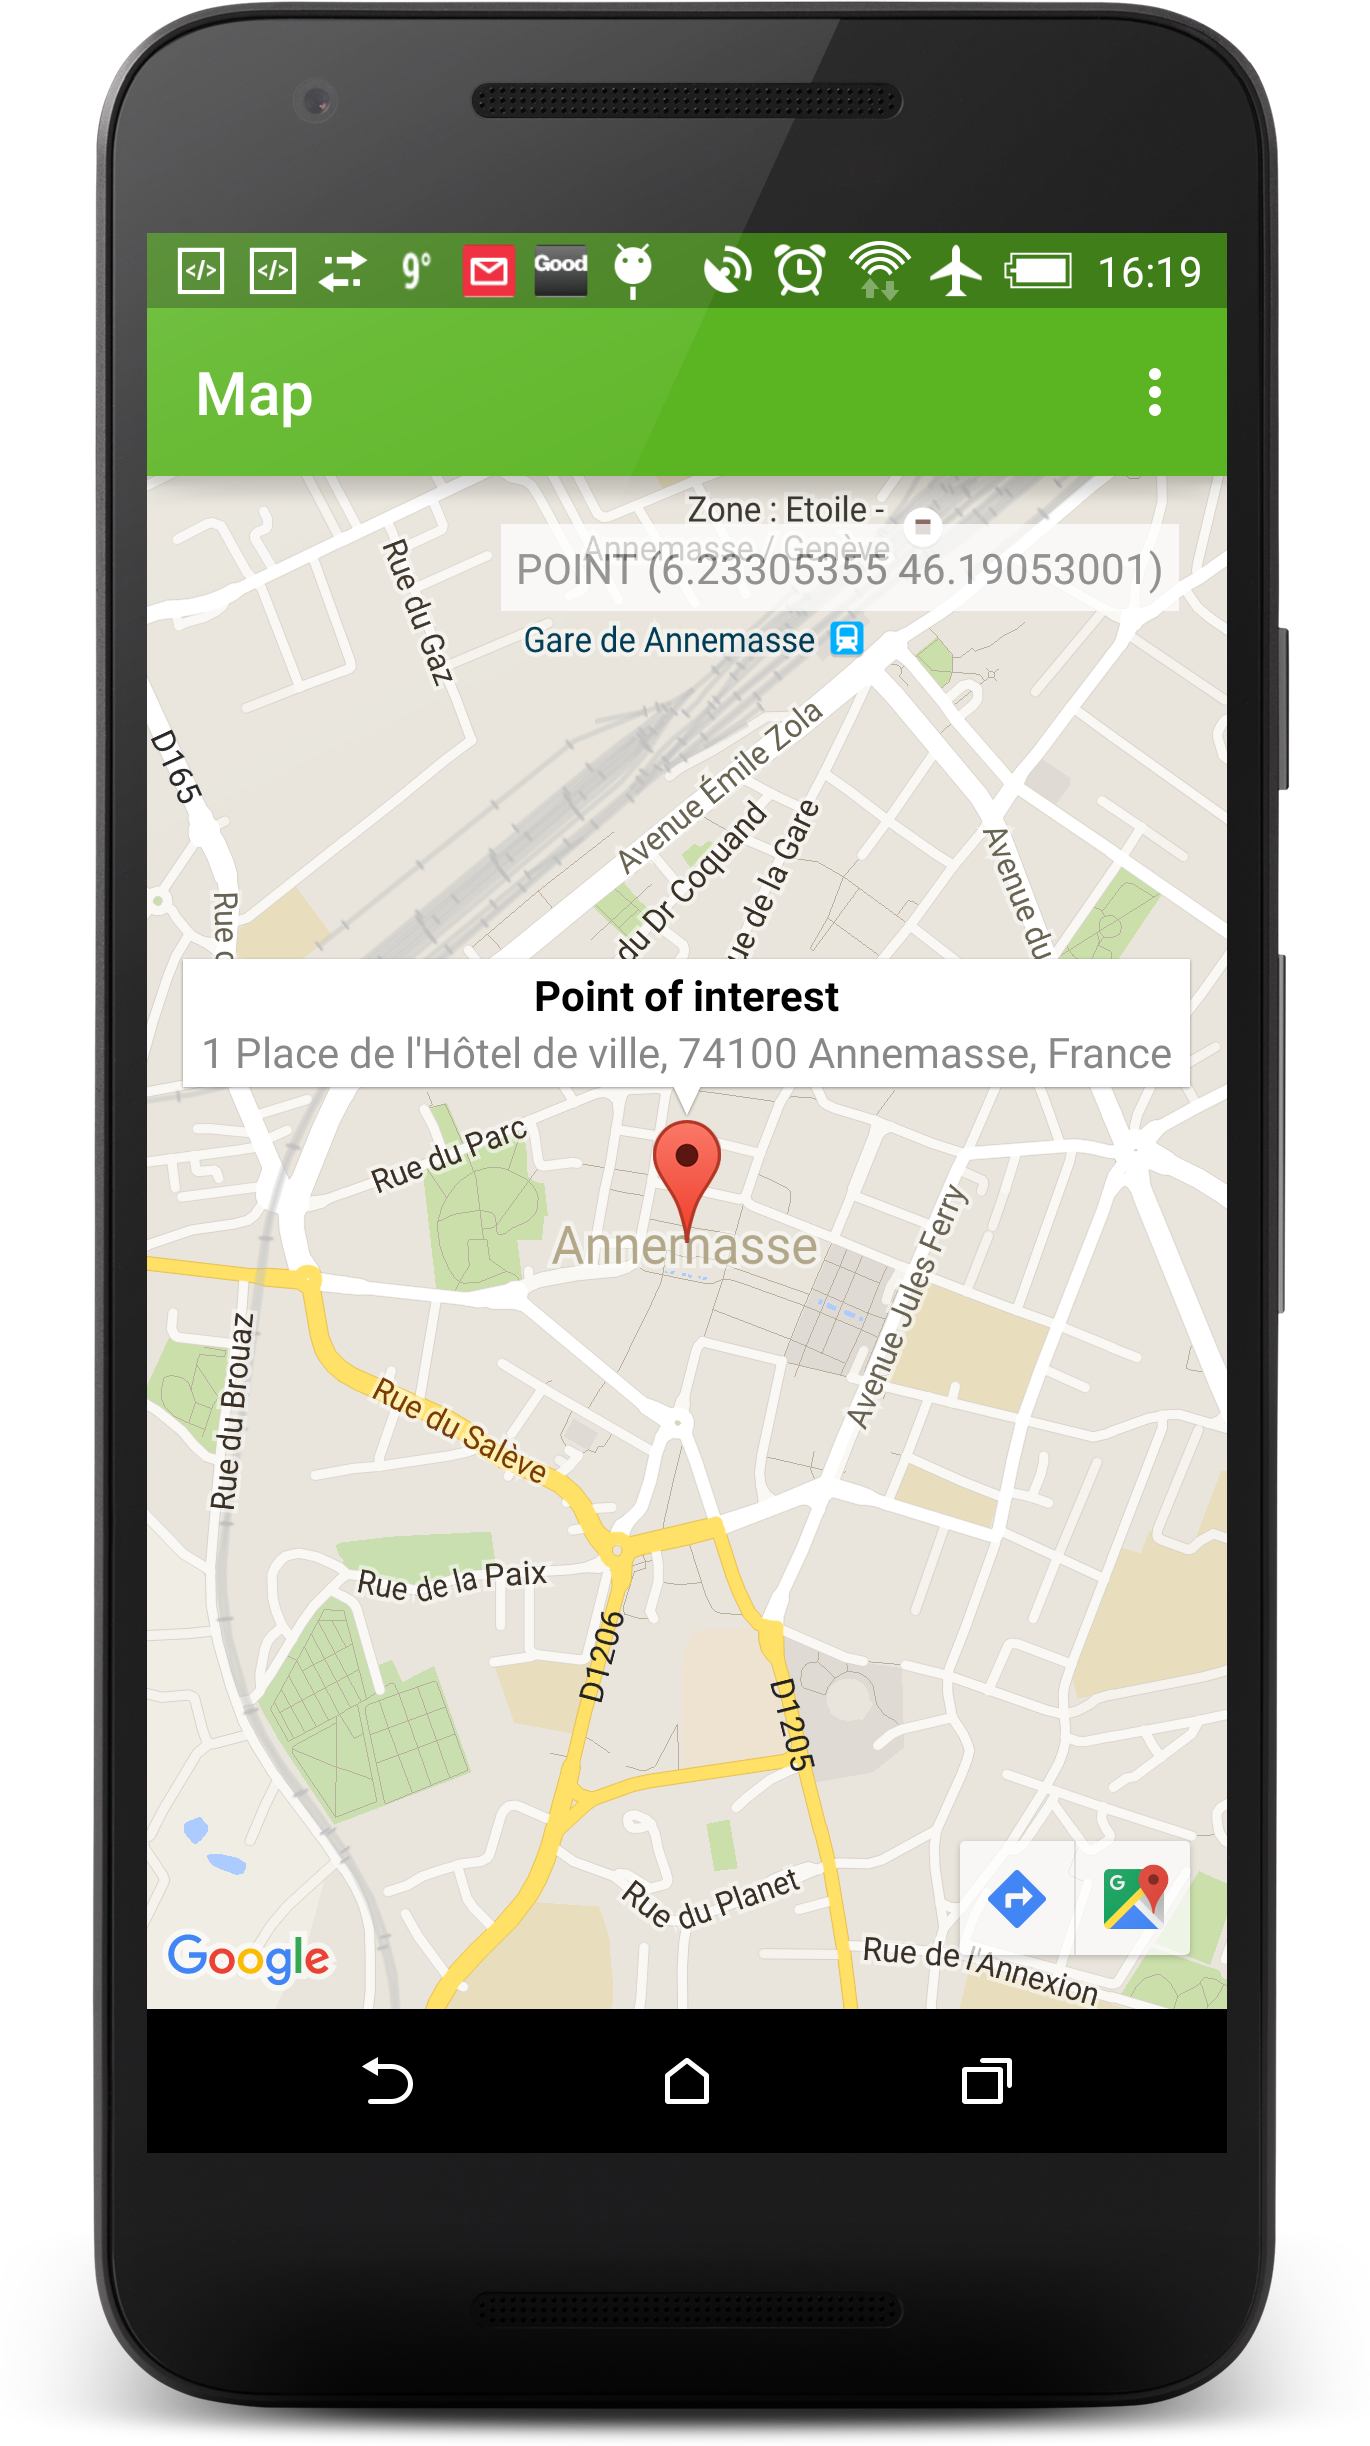 </>
</>
9°
Good
16:19
Map
Zone : Etoile -
Annemasse / Genève
POINT (6.23305355 46.19053001)
Gare de Annemasse
Rue du Gaz
D165
Avenue Émile Zola
du Dr Coquand
ue de la Gare
Avenue du
Rue
Point of interest
1 Place de l'Hôtel de ville, 74100 Annemasse, France
Rue du Parc
Annemasse
Avenue Jules Ferry
Rue du Brouaz
Rue du Salève
Rue de la Paix
D1206
D1205
Rue du Planet
G
Google
Rue de l'Annexion